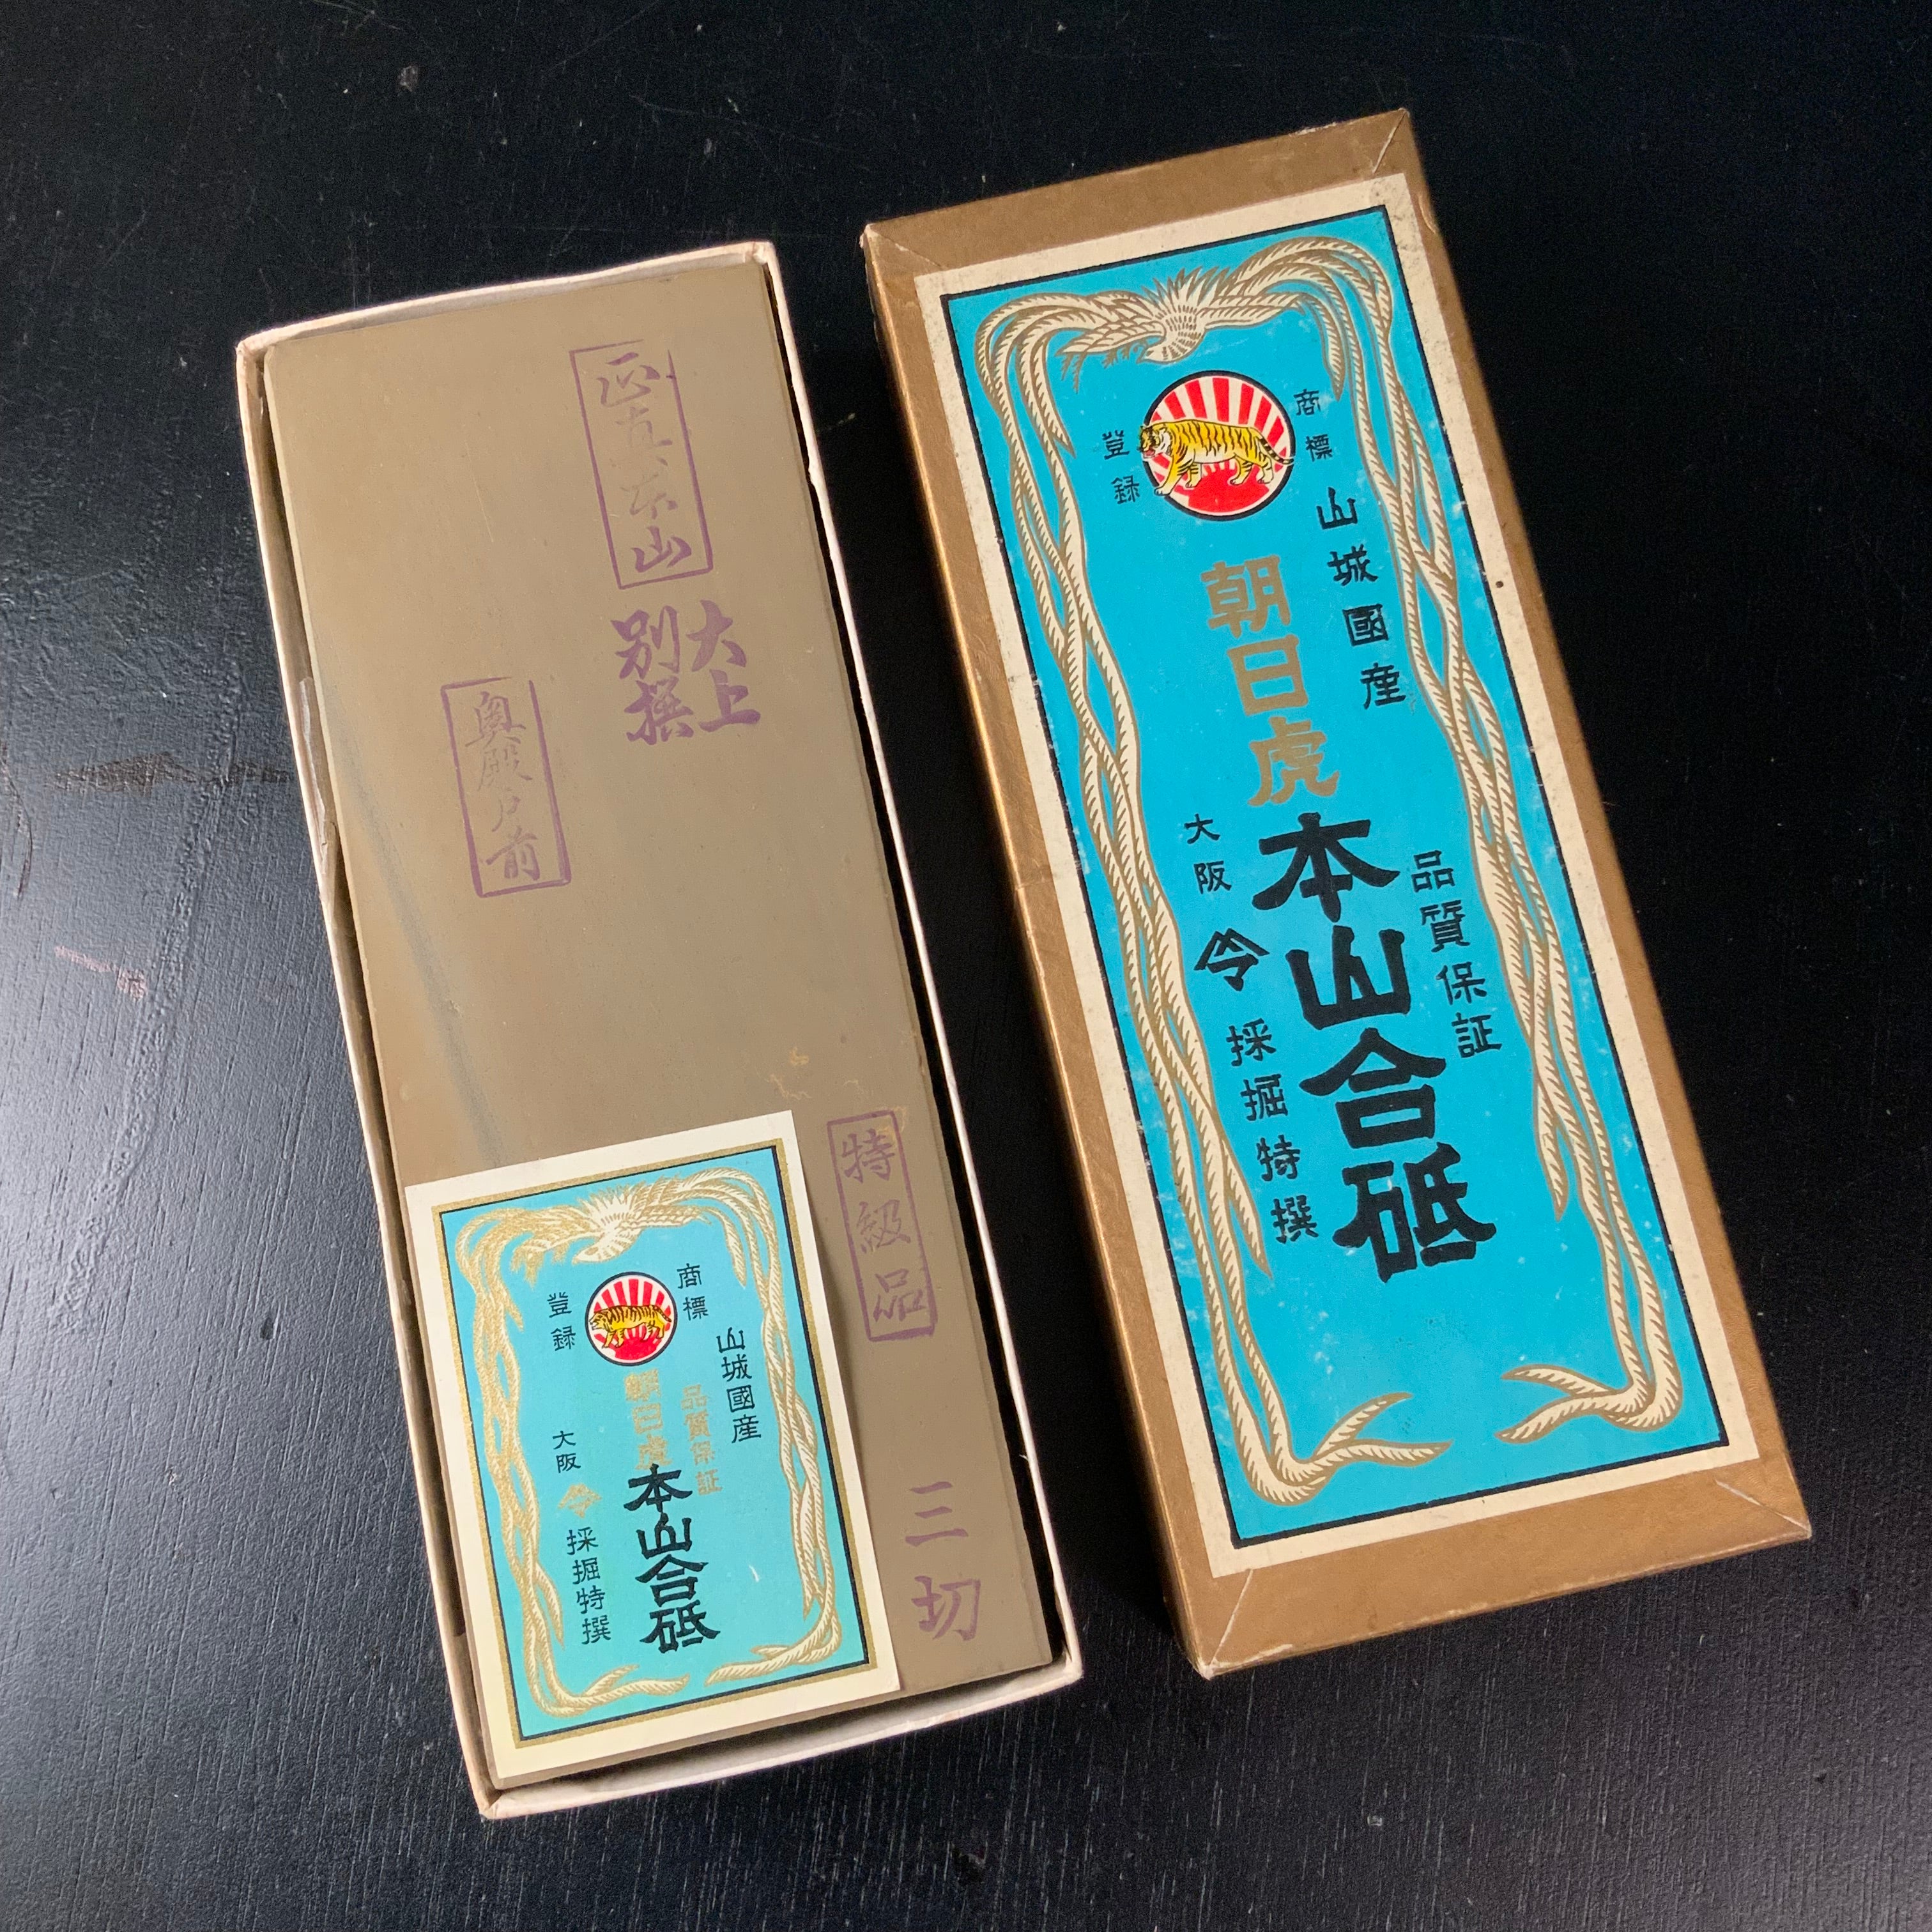 正真本山
大上
別撰
奥殿戸前
特級品
三切
商標
登録
山城國産
品質保証
朝日虎
本山合砥
大阪
採掘特撰
商標
登録
山城國産
朝日虎
本山合砥
品質保証
大阪
採掘特撰